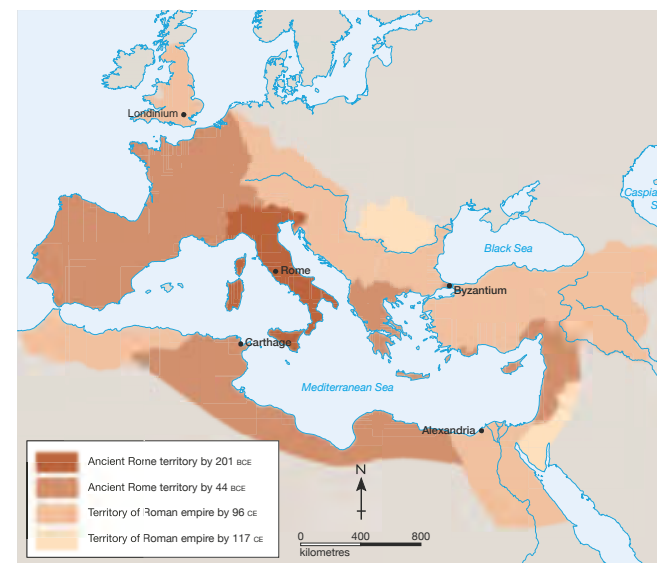 Londinium
Caspia
S
Black Sea
Rome
Byzantium
Carthage
Mediterranean Sea
Alexandria
Ancient Rome territory by 201 BCE
Ancient Rome territory by 44 BCE
Territory of Roman empire by 96 CE
Territory of Roman empire by 117 CE
N
0 400 800
kilometres